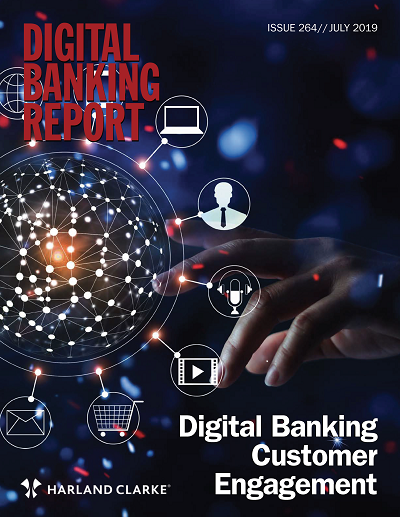 DIGITAL
BANKING
REPORT
ISSUE 264//JULY 2019
Digital Banking
Customer
Engagement
HARLAND CLARKE®